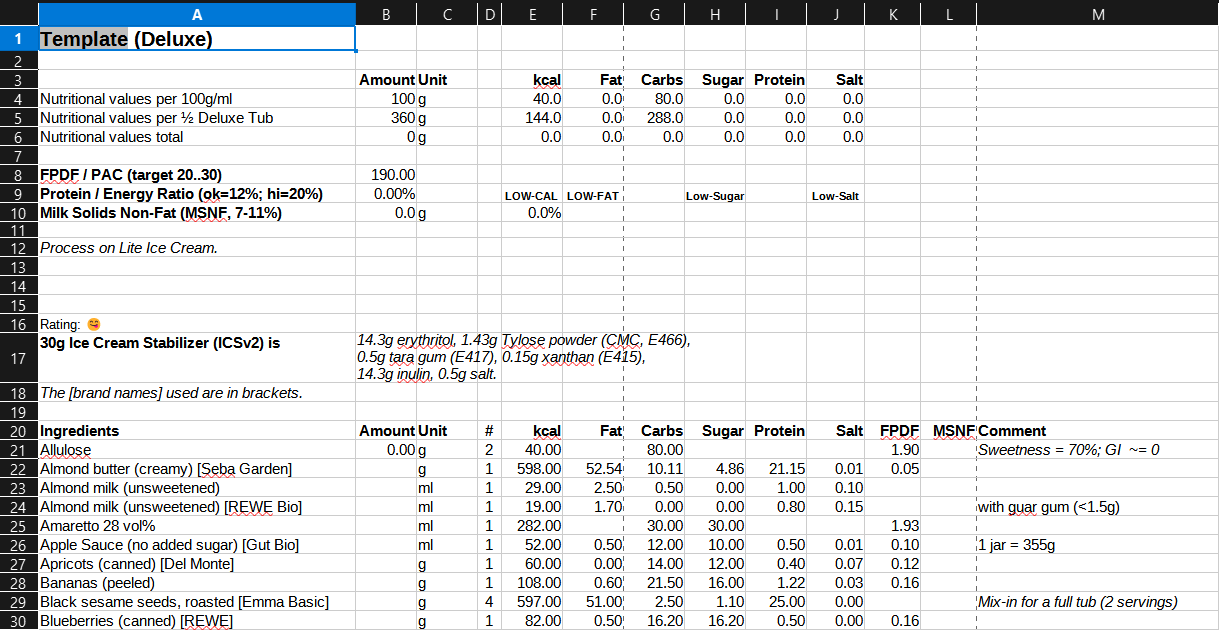 A B C D E F G H I J K L M
1 Template (Deluxe)
2
3 Amount Unit kcal Fat Carbs Sugar Protein Salt
4 Nutritional values per 100g/ml 100 g 40.0 0.0 80.0 0.0 0.0 0.0
5 Nutritional values per ½ Deluxe Tub 360 g 144.0 0.0 288.0 0.0 0.0 0.0
6 Nutritional values total 0 g 0.0 0.0 0.0 0.0 0.0 0.0
7
8 FPDF / PAC (target 20..30) 190.00
9 Protein / Energy Ratio (ok=12%; hi=20%) 0.00% LOW-CAL LOW-FAT Low-Sugar Low-Salt
10 Milk Solids Non-Fat (MSNF, 7-11%) 0.0 g 0.0%
11
12 Process on Lite Ice Cream.
13
14
15
16 Rating: 😋
17 30g Ice Cream Stabilizer (ICSv2) is 14.3g erythritol, 1.43g Tylose powder (CMC, E466),
0.5g tara gum (E417), 0.15g xanthan (E415),
14.3g inulin, 0.5g salt.
18 The [brand names] used are in brackets.
19
20 Ingredients Amount Unit # kcal Fat Carbs Sugar Protein Salt FPDF MSNF Comment
21 Allulose 0.00 g 2 40.00 80.00 1.90 Sweetness = 70%; GI ~= 0
22 Almond butter (creamy) [Seba Garden] g 1 598.00 52.54 10.11 4.86 21.15 0.01 0.05
23 Almond milk (unsweetened) ml 1 29.00 2.50 0.50 0.00 1.00 0.10
24 Almond milk (unsweetened) [REWE Bio] ml 1 19.00 1.70 0.00 0.00 0.80 0.15 with guar gum (<1.5g)
25 Amaretto 28 vol% ml 1 282.00 30.00 30.00 1.93
26 Apple Sauce (no added sugar) [Gut Bio] ml 1 52.00 0.50 12.00 10.00 0.50 0.01 0.10 1 jar = 355g
27 Apricots (canned) [Del Monte] g 1 60.00 0.00 14.00 12.00 0.40 0.07 0.12
28 Bananas (peeled) g 1 108.00 0.60 21.50 16.00 1.22 0.03 0.16
29 Black sesame seeds, roasted [Emma Basic] g 4 597.00 51.00 2.50 1.10 25.00 0.00 Mix-in for a full tub (2 servings)
30 Blueberries (canned) [REWE] g 1 82.00 0.50 16.20 16.20 0.50 0.00 0.16